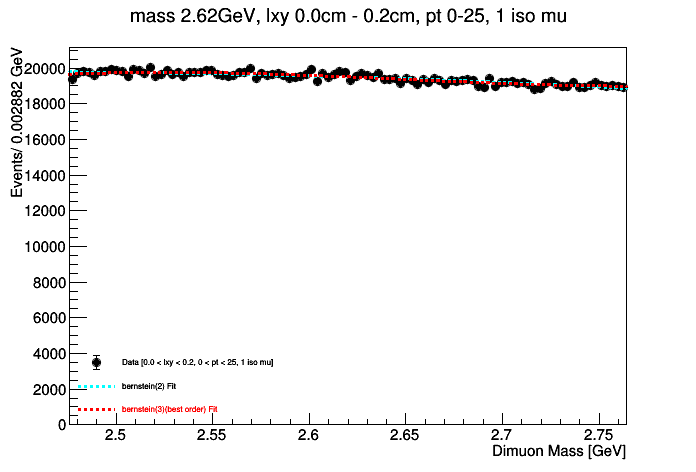 mass 2.62GeV, lxy 0.0cm - 0.2cm, pt 0-25, 1 iso mu
Events/ 0.002882 GeV
20000
18000
16000
14000
12000
10000
8000
6000
4000
2000
0
Data [0.0 < lxy < 0.2, 0 < pt < 25, 1 iso mu]
bernstein(2) Fit
bernstein(3)(best order) Fit
2.5
2.55
2.6
2.65
2.7
2.75
Dimuon Mass [GeV]